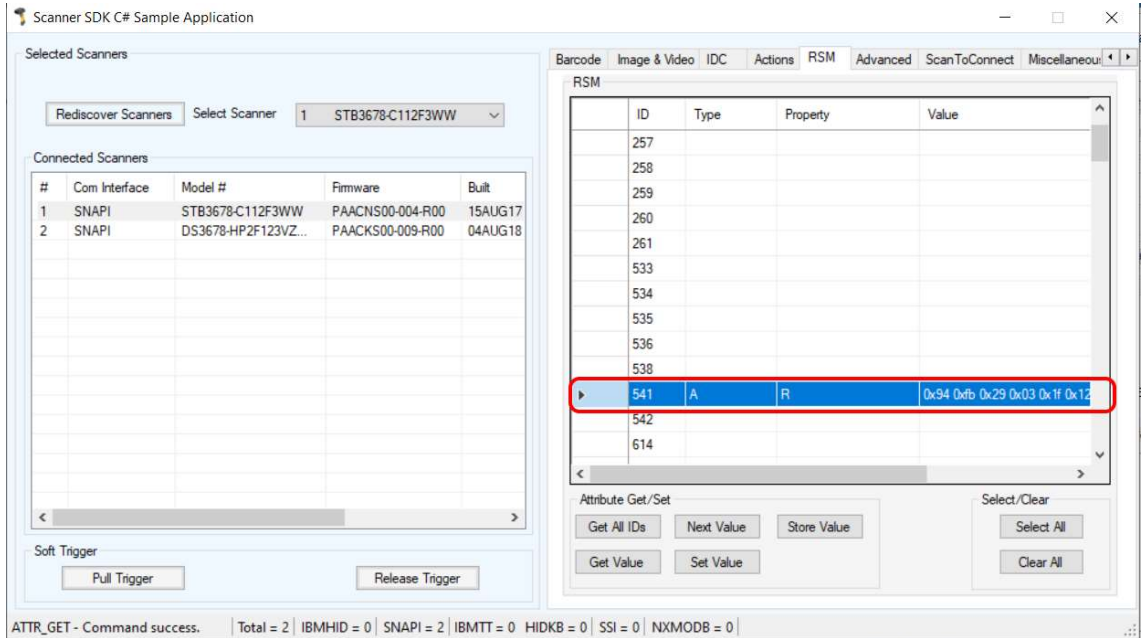 Scanner SDK C# Sample Application
Selected Scanners
Rediscover Scanners Select Scanner 1 STB3678-C112F3WW
Connected Scanners
# Com Interface Model # Firmware Built
1 SNAPI STB3678-C112F3WW PAACNS00-004-R00 15AUG17
2 SNAPI DS3678-HP2F123VZ... PAACKS00-009-R00 04AUG18
Soft Trigger
Pull Trigger Release Trigger
Barcode Image & Video IDC Actions RSM Advanced ScanToConnect Miscellaneou
RSM
ID Type Property Value
257
258
259
260
261
533
534
535
536
538
541 A R 0x94 0xfb 0x29 0x03 0x1f 0x12
542
614
Attribute Get/Set
Get All IDs Next Value Store Value
Get Value Set Value
Select/Clear
Select All
Clear All
ATTR_GET - Command success. Total = 2 IBMHID = 0 SNAPI = 2 IBMTT = 0 HIDKB = 0 SSI = 0 NXMODB = 0